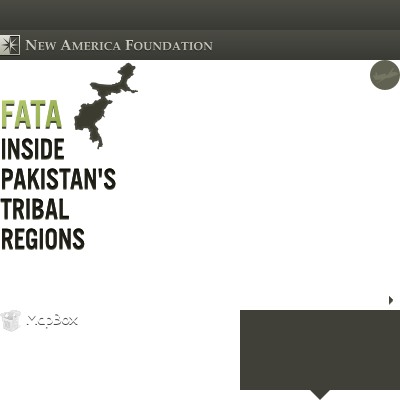 New America Foundation
FATA
INSIDE
PAKISTAN'S
TRIBAL
REGIONS
MapBox